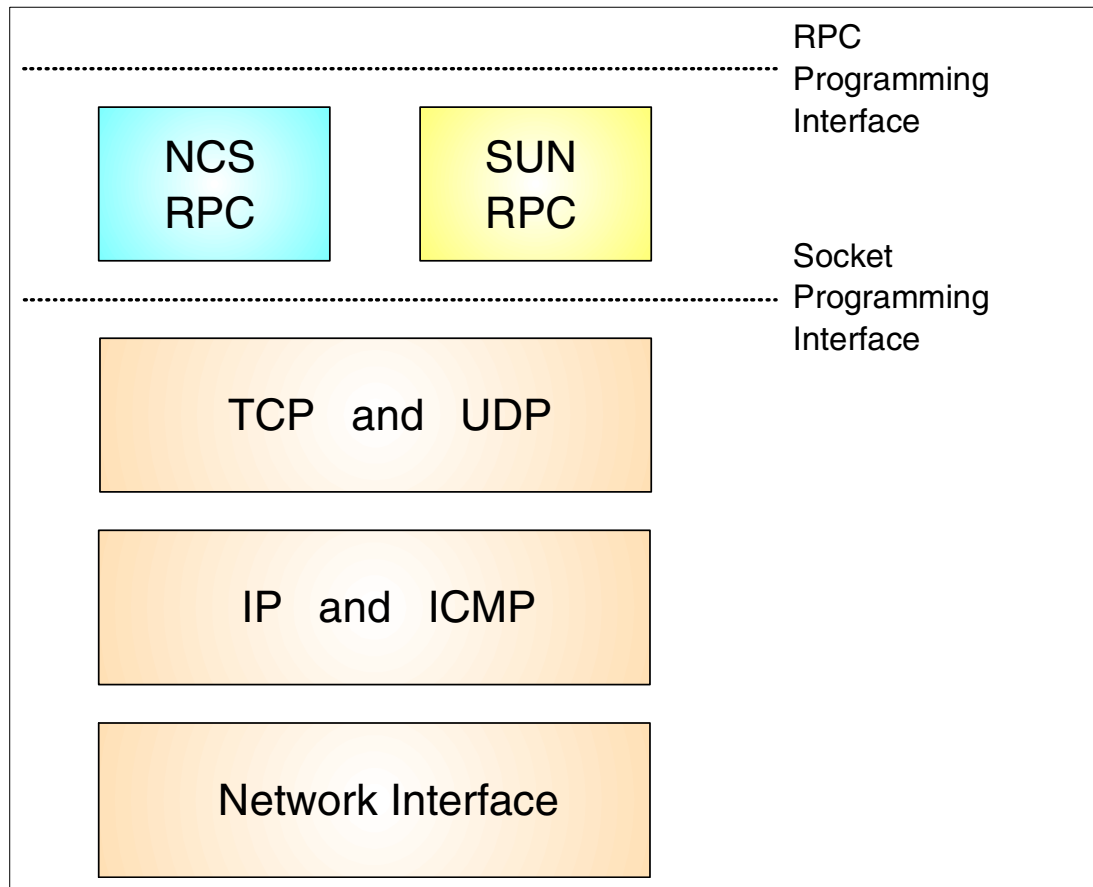 RPC
Programming
Interface
NCS
RPC
SUN
RPC
Socket
Programming
Interface
TCP and UDP
IP and ICMP
Network Interface